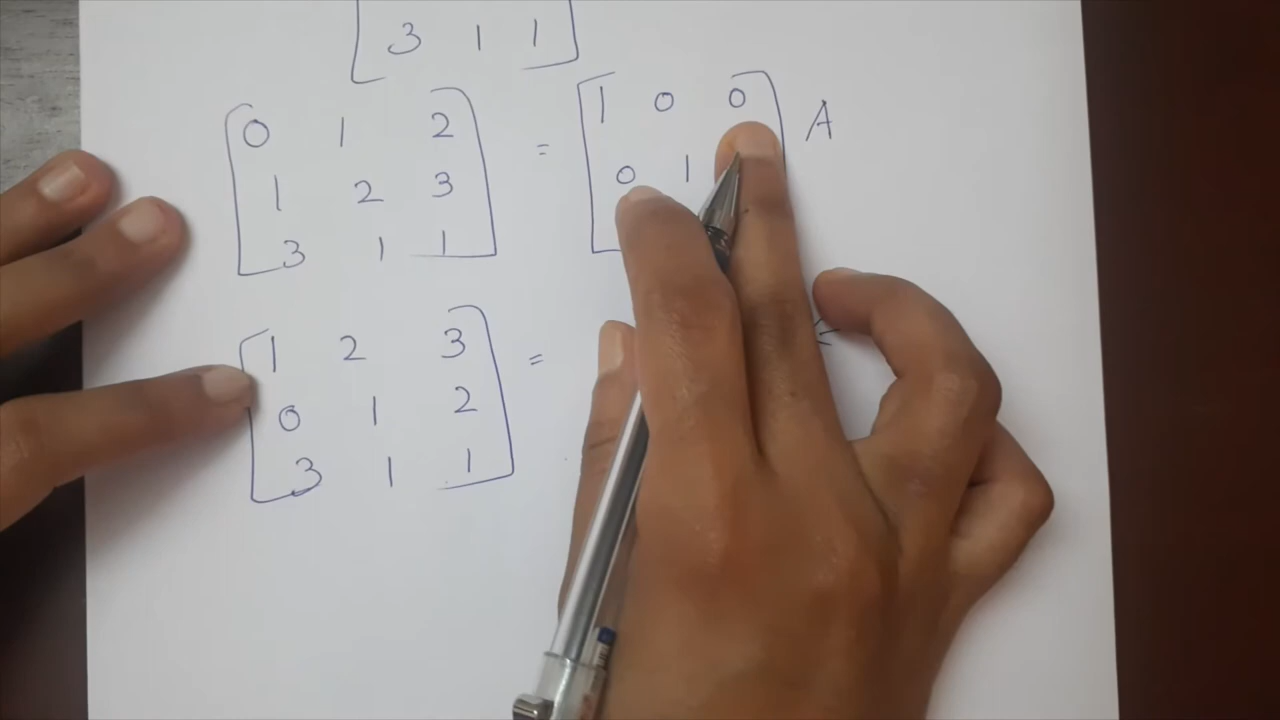 3 1 1
0 1 2 = 1 0 0 A
1 2 3 0 1
3 1 1
1 2 3 =
0 1 2
3 1 1